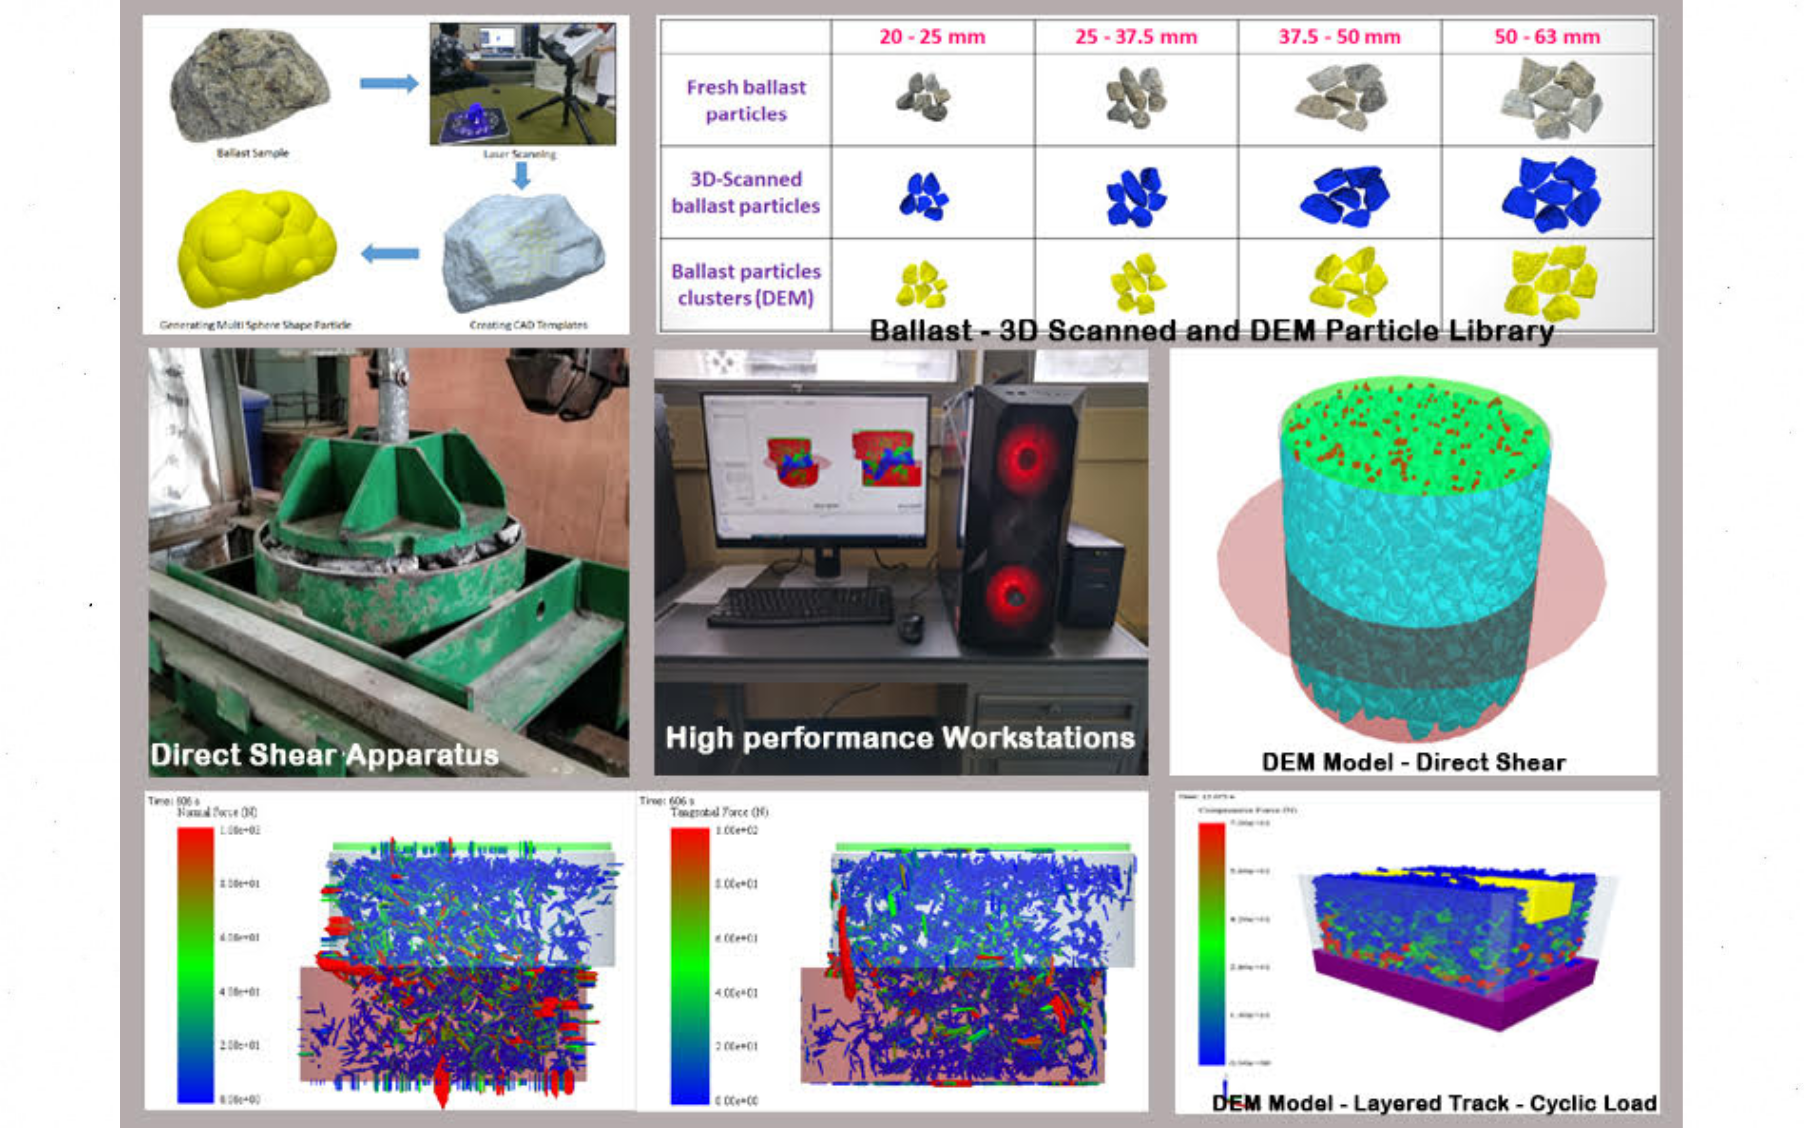 Ballast Sample
Laser Scanning
Generating Multi Sphere Shape Particle
Creating CAD Templates
20 - 25 mm
25 - 37.5 mm
37.5 - 50 mm
50 - 63 mm
Fresh ballast
particles
3D-Scanned
ballast particles
Ballast particles
clusters (DEM)
Ballast - 3D Scanned and DEM Particle Library
Direct Shear Apparatus
High performance Workstations
DEM Model - Direct Shear
Time: 606 s
Normal Force (N)
1.00e+02
8.00e+01
6.00e+01
4.00e+01
2.00e+01
0.00e+00
Time: 606 s
Tangential Force (N)
1.00e+02
8.00e+01
6.00e+01
4.00e+01
2.00e+01
0.00e+00
Compressive Force (N)
DEM Model - Layered Track - Cyclic Load